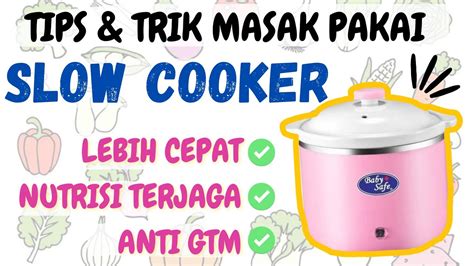 TIPS & TRIK MASAK PAKAI
SLOW COOKER
LEBIH CEPAT
NUTRISI TERJAGA
ANTI GTM
Baby
Safe